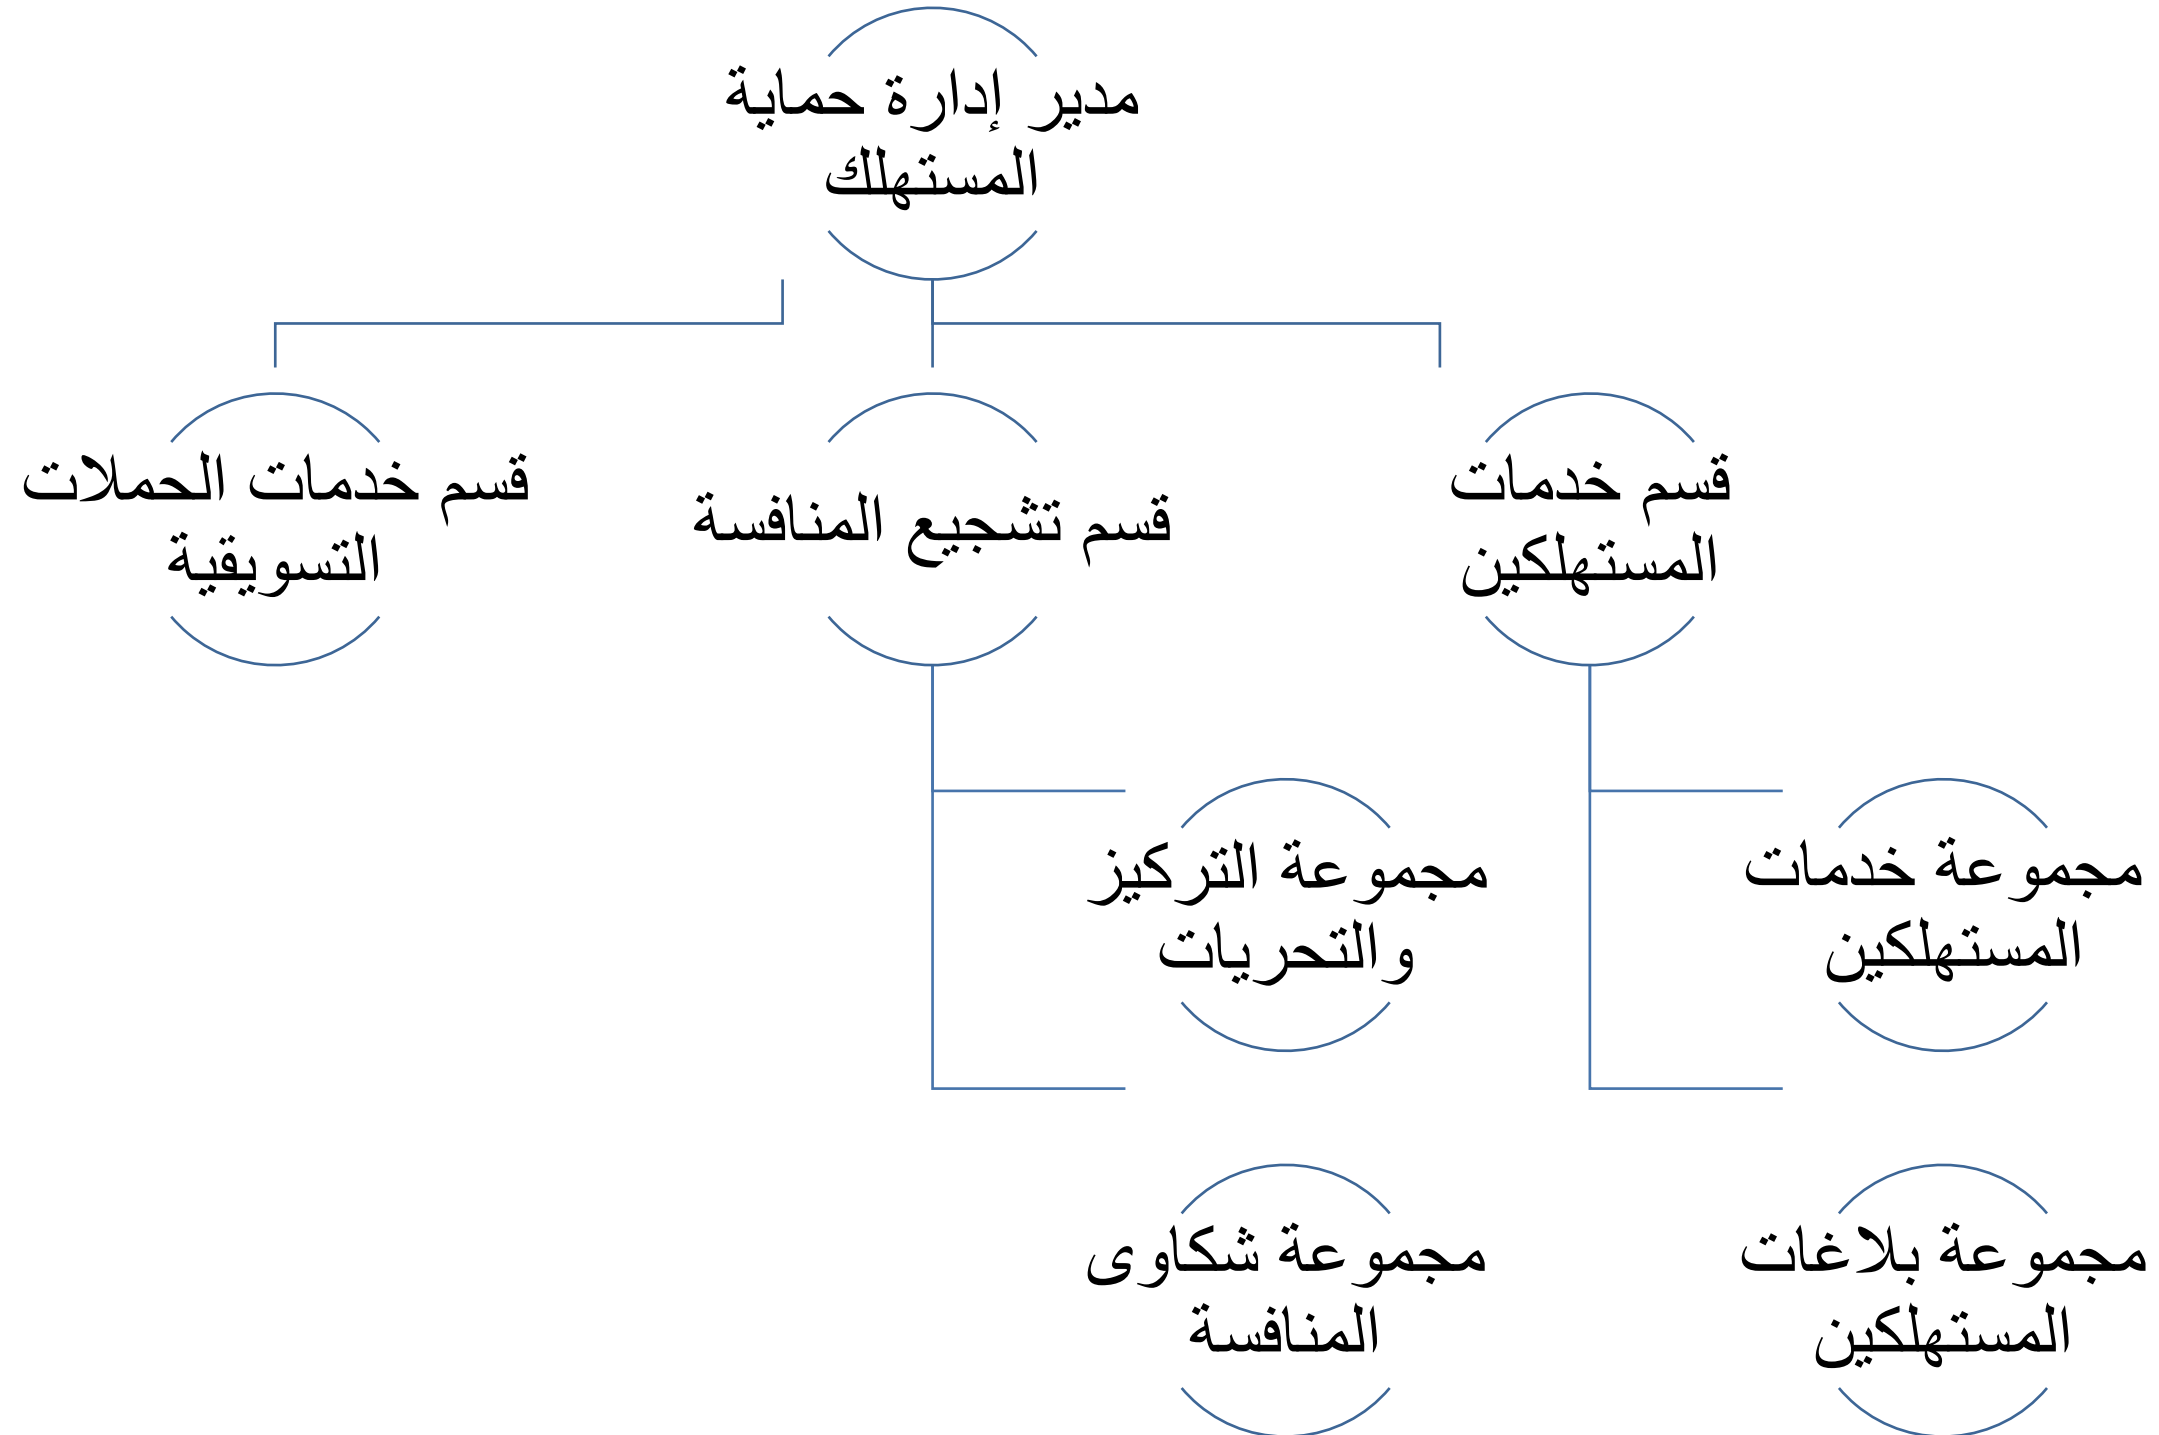 مدير إدارة حماية
المستهلك
قسم خدمات
المستهلكين
قسم تشجيع المنافسة
قسم خدمات الحملات
التسويقية
مجموعة خدمات
المستهلكين
مجموعة التركيز
والتحريات
مجموعة بلاغات
المستهلكين
مجموعة شكاوى
المنافسة